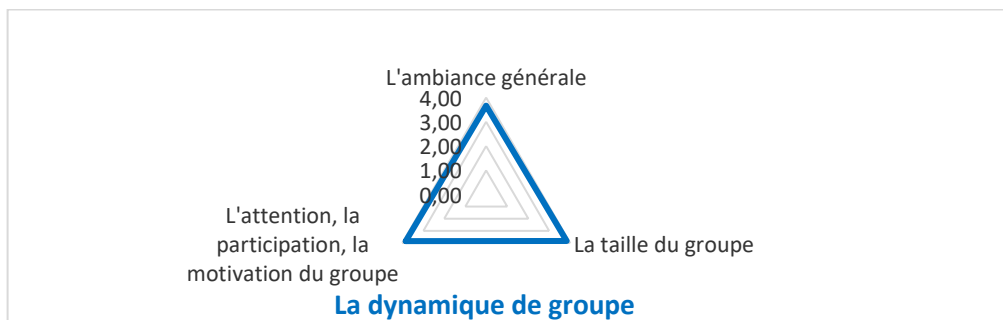 L'ambiance générale
4,00
3,00
2,00
1,00
0,00
L'attention, la
participation, la
motivation du groupe
La taille du groupe
La dynamique de groupe